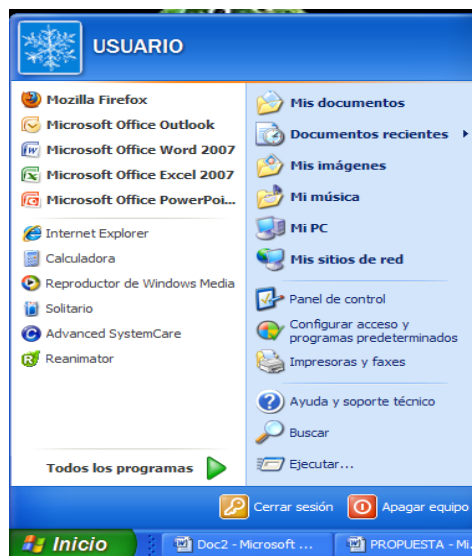 USUARIO
Mozilla Firefox
Microsoft Office Outlook
Microsoft Office Word 2007
Microsoft Office Excel 2007
Microsoft Office PowerPoi...
Internet Explorer
Calculadora
Reproductor de Windows Media
Solitario
Advanced SystemCare
Reanimator
Todos los programas
Mis documentos
Documentos recientes
Mis imágenes
Mi música
Mi PC
Mis sitios de red
Panel de control
Configurar acceso y
programas predeterminados
Impresoras y faxes
Ayuda y soporte técnico
Buscar
Ejecutar...
Cerrar sesión
Apagar equipo
Inicio
Doc2 - Microsoft ...
PROPUESTA - Mi